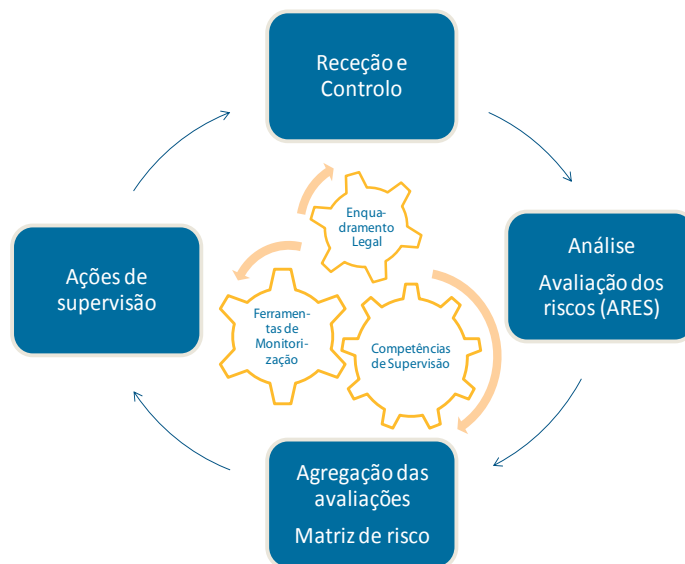 Receção e
Controlo
Enqua-
dramento
Legal
Análise
Avaliação dos
riscos (ARES)
Ações de
supervisão
Ferramen-
tas de
Monitori-
zação
Competências
de Supervisão
Agregação das
avaliações
Matriz de risco